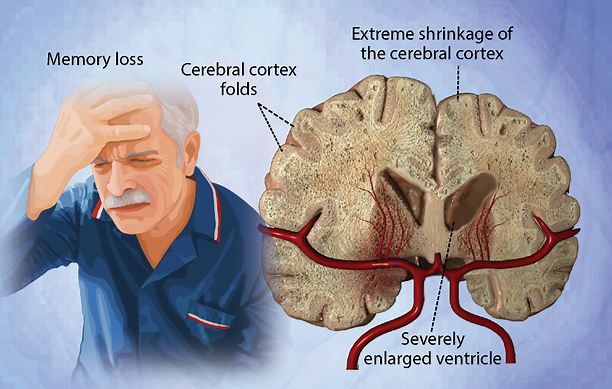 Memory loss
Cerebral cortex
folds
Extreme shrinkage of
the cerebral cortex
Severely
enlarged ventricle